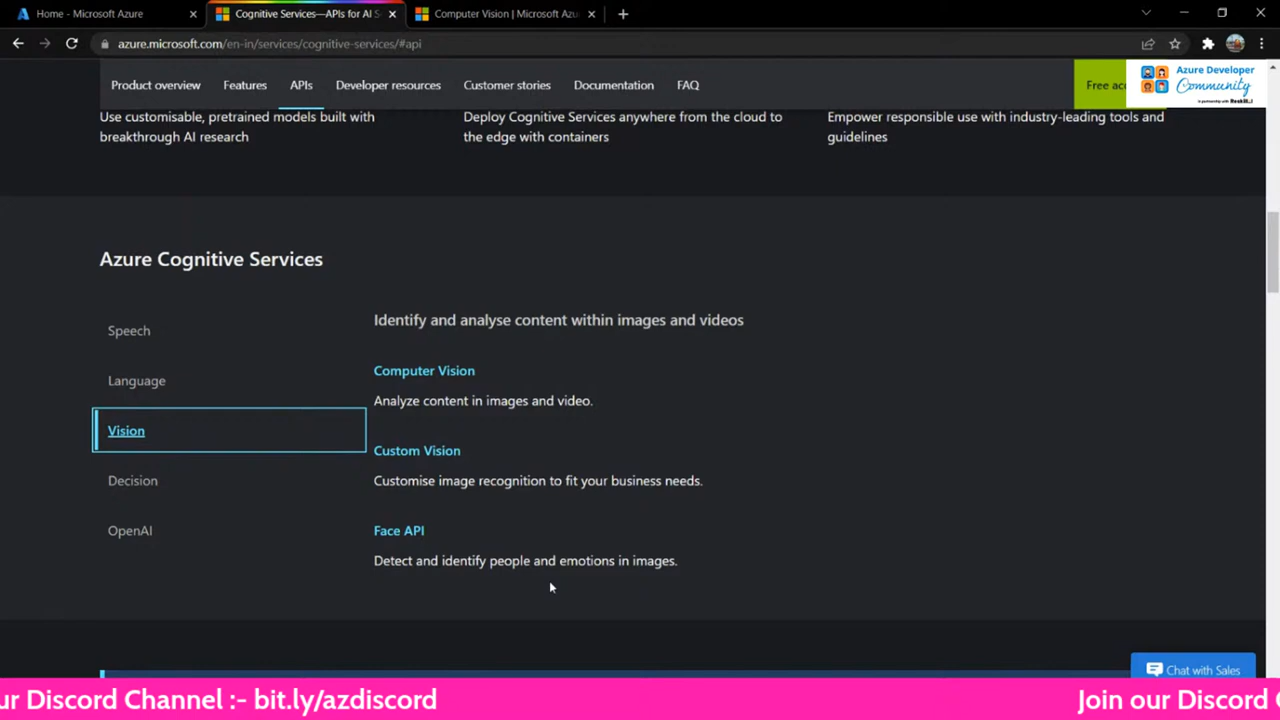 Home - Microsoft Azure
Cognitive Services—APIs for AI S
Computer Vision | Microsoft Azu
azure.microsoft.com/en-in/services/cognitive-services/#api
Product overview
Features
APIs
Developer resources
Customer stories
Documentation
FAQ
Free acc
Azure Developer
Community
Use customisable, pretrained models built with
breakthrough AI research
Deploy Cognitive Services anywhere from the cloud to
the edge with containers
Empower responsible use with industry-leading tools and
guidelines
Azure Cognitive Services
Speech
Language
Vision
Decision
OpenAI
Identify and analyse content within images and videos
Computer Vision
Analyze content in images and video.
Custom Vision
Customise image recognition to fit your business needs.
Face API
Detect and identify people and emotions in images.
Chat with Sales
ur Discord Channel :- bit.ly/azdiscord
Join our Discord C